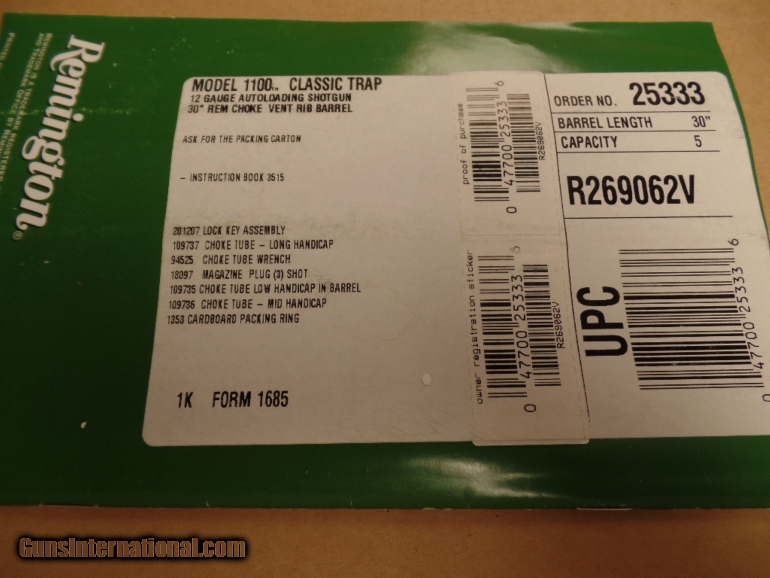 Remington®
MODEL 1100™ CLASSIC TRAP
12 GAUGE AUTOLOADING SHOTGUN
30" REM CHOKE VENT RIB BARREL
ASK FOR THE PACKING CARTON
- INSTRUCTION BOOK 3515
201207 LOCK KEY ASSEMBLY
109737 CHOKE TUBE - LONG HANDICAP
94525 CHOKE TUBE WRENCH
18097 MAGAZINE PLUG (3) SHOT
109735 CHOKE TUBE LOW HANDICAP IN BARREL
109736 CHOKE TUBE - MID HANDICAP
1353 CARDBOARD PACKING RING
1K FORM 1685
proof of purchase
0 47700 25333 6
R269062V
owner registration sticker
0 47700 25333 6
R269062V
ORDER NO. 25333
BARREL LENGTH 30"
CAPACITY 5
R269062V
UPC
0 47700 25333 6
GunsInternational.com